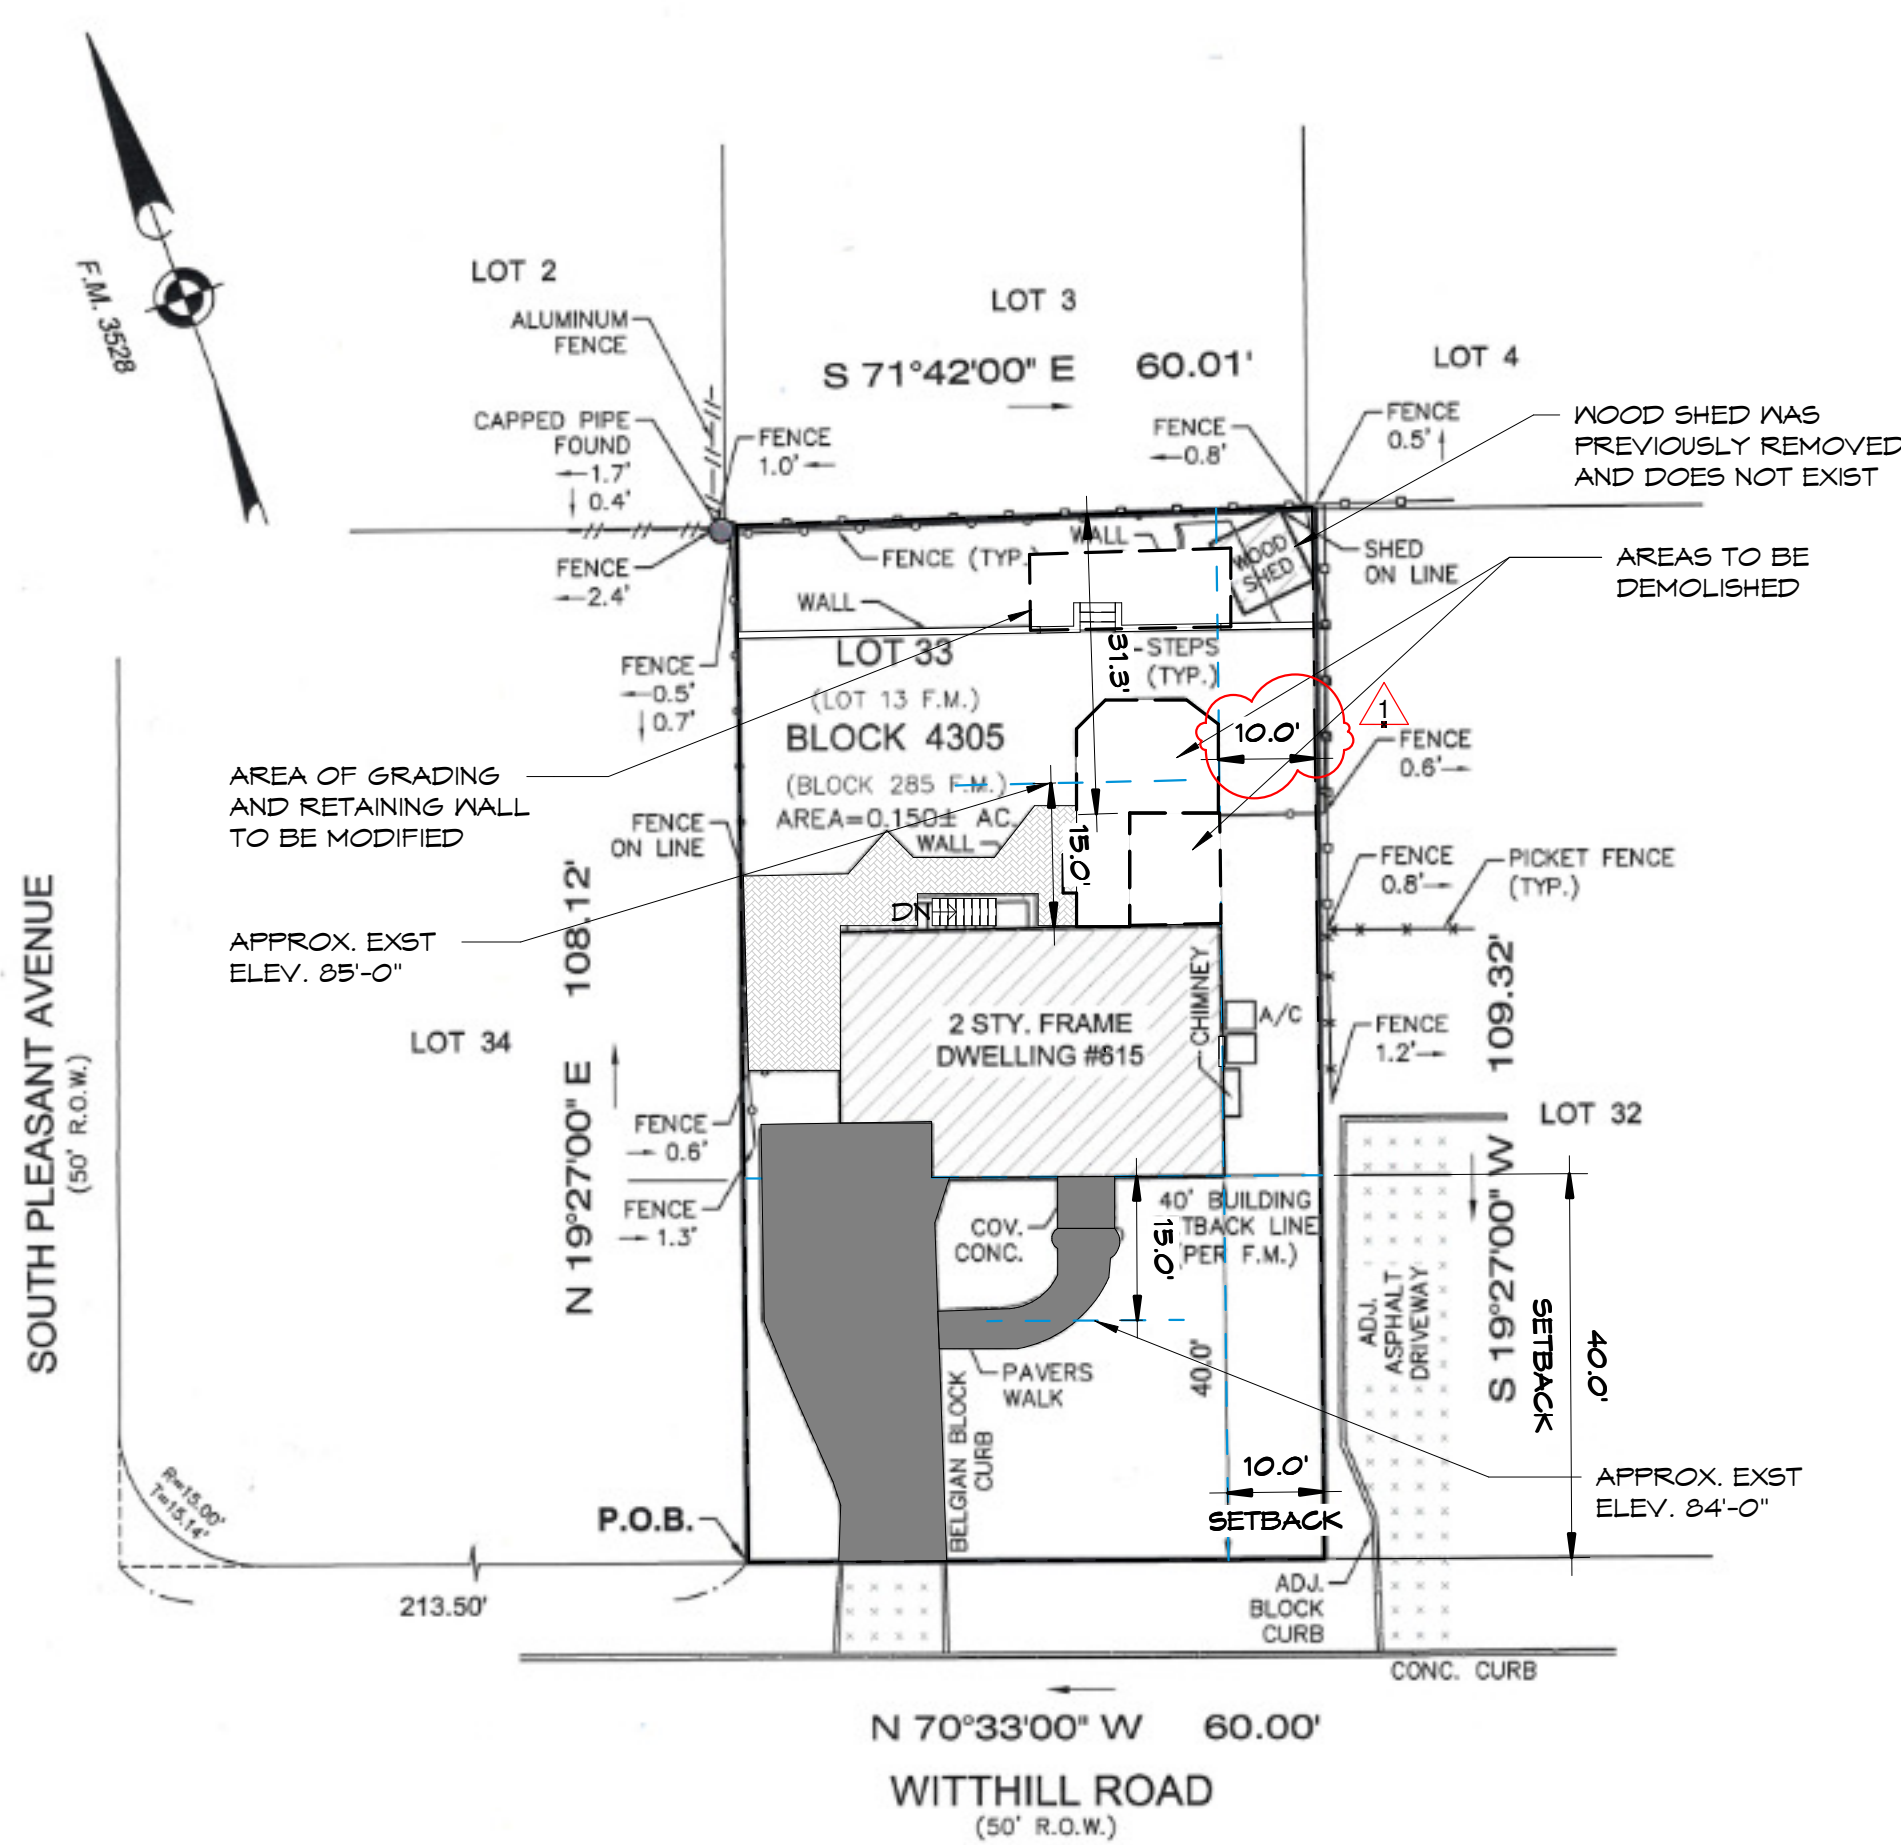 F.M. 3528
LOT 2
LOT 3
LOT 4
ALUMINUM
FENCE
S 71°42'00" E 60.01'
CAPPED PIPE
FOUND
1.7'
0.4'
FENCE
1.0'
FENCE
0.8'
FENCE
0.5'
WOOD SHED WAS
PREVIOUSLY REMOVED
AND DOES NOT EXIST
FENCE
2.4'
FENCE (TYP.
WALL
WOOD
SHED
SHED
ON LINE
AREAS TO BE
DEMOLISHED
WALL
FENCE
0.5'
0.7'
LOT 33
(LOT 13 F.M.)
BLOCK 4305
(BLOCK 285 F.M.)
AREA=0.150± AC.
WALL
31.3'
STEPS
(TYP.)
10.0'
1
FENCE
0.6'
AREA OF GRADING
AND RETAINING WALL
TO BE MODIFIED
FENCE
ON LINE
15.0'
FENCE
0.8'
PICKET FENCE
(TYP.)
APPROX. EXST
ELEV. 85'-0"
DN
SOUTH PLEASANT AVENUE
(50' R.O.W.)
LOT 34
N 19°27'00" E 108.12'
2 STY. FRAME
DWELLING #615
CHIMNEY
A/C
FENCE
1.2'
S 19°27'00" W 109.32'
LOT 32
FENCE
0.6'
FENCE
1.3'
COV.
CONC.
15.0'
40' BUILDING
TBACK LINE
PER F.M.)
40.0'
PAVERS
WALK
BELGIAN BLOCK
CURB
ADJ.
ASPHALT
DRIVEWAY
SETBACK
40.0'
10.0'
SETBACK
APPROX. EXST
ELEV. 84'-0"
R=15.00'
T=15.14'
P.O.B.
213.50'
ADJ.
BLOCK
CURB
CONC. CURB
N 70°33'00" W 60.00'
WITTHILL ROAD
(50' R.O.W.)